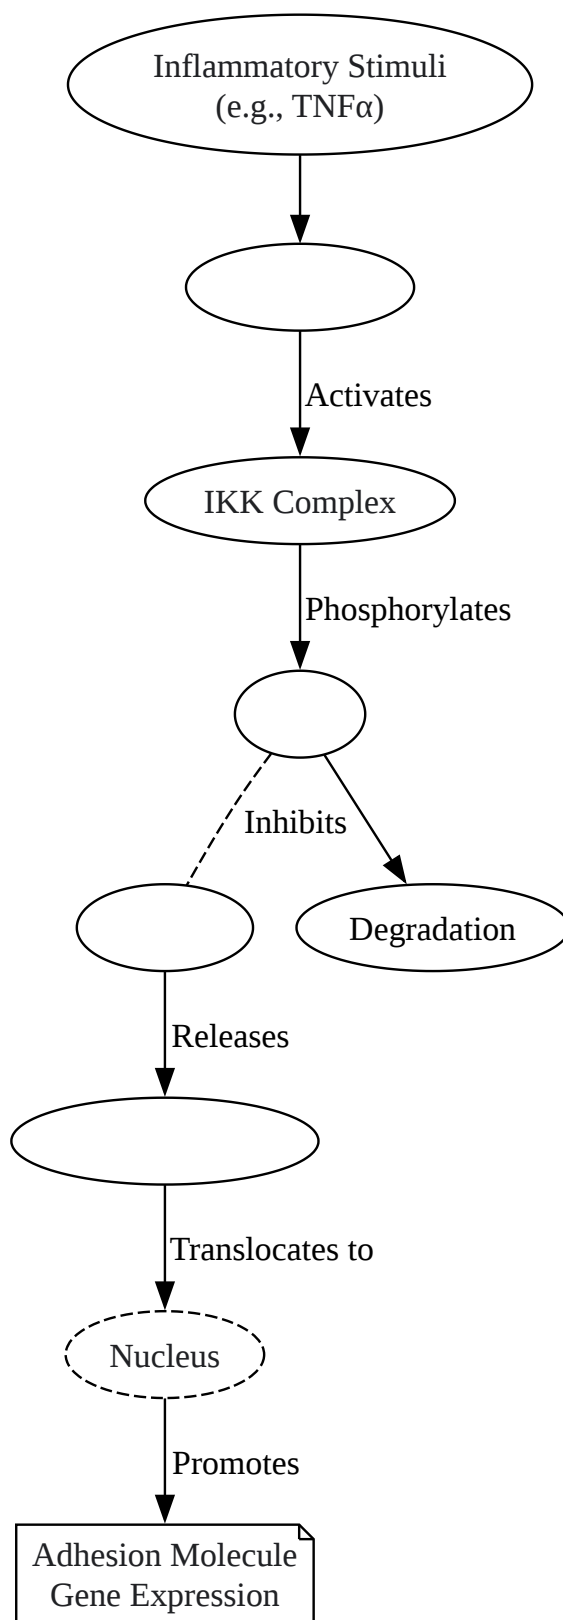 Inflammatory Stimuli
(e.g., TNFα)
Activates
IKK Complex
Phosphorylates
Inhibits
Degradation
Releases
Translocates to
Nucleus
Promotes
Adhesion Molecule
Gene Expression